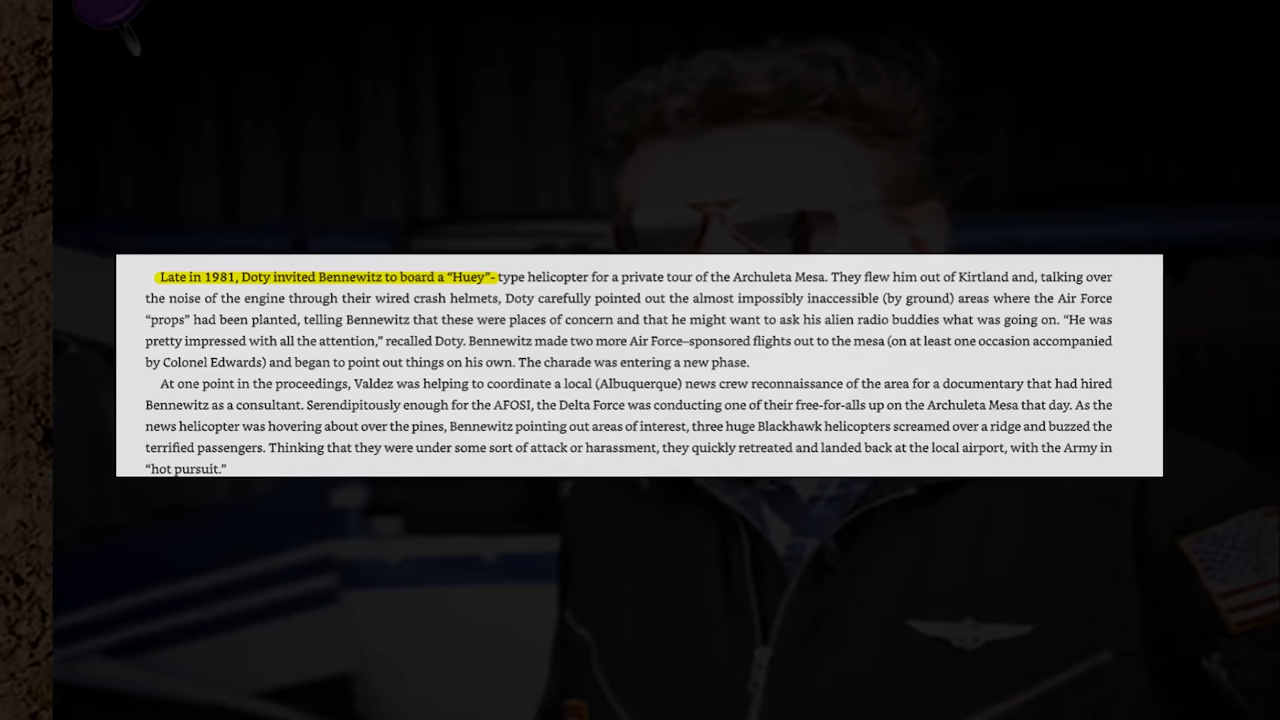 Late in 1981, Doty invited Bennewitz to board a “Huey”- type helicopter for a private tour of the Archuleta Mesa. They flew him out of Kirtland and, talking over
the noise of the engine through their wired crash helmets, Doty carefully pointed out the almost impossibly inaccessible (by ground) areas where the Air Force
“props” had been planted, telling Bennewitz that these were places of concern and that he might want to ask his alien radio buddies what was going on. “He was
pretty impressed with all the attention,” recalled Doty. Bennewitz made two more Air Force–sponsored flights out to the mesa (on at least one occasion accompanied
by Colonel Edwards) and began to point out things on his own. The charade was entering a new phase.
At one point in the proceedings, Valdez was helping to coordinate a local (Albuquerque) news crew reconnaissance of the area for a documentary that had hired
Bennewitz as a consultant. Serendipitously enough for the AFOSI, the Delta Force was conducting one of their free-for-alls up on the Archuleta Mesa that day. As the
news helicopter was hovering about over the pines, Bennewitz pointing out areas of interest, three huge Blackhawk helicopters screamed over a ridge and buzzed the
terrified passengers. Thinking that they were under some sort of attack or harassment, they quickly retreated and landed back at the local airport, with the Army in
“hot pursuit.”